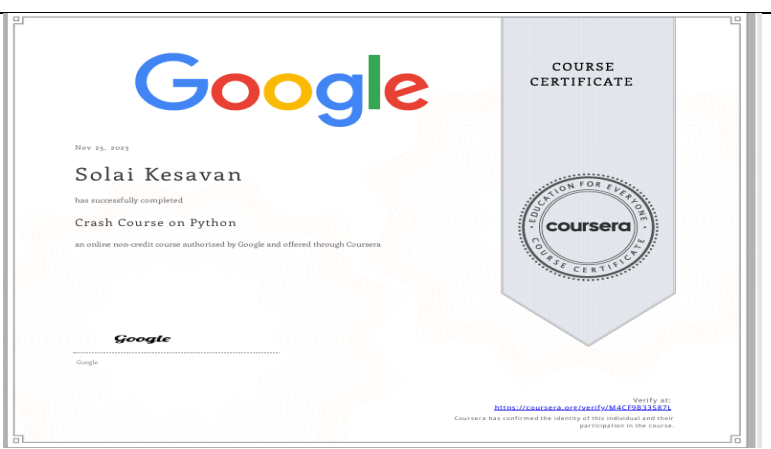 Google
COURSE
CERTIFICATE
Nov 25, 2023
Solai Kesavan
has successfully completed
Crash Course on Python
an online non-credit course authorized by Google and offered through Coursera
EDUCATION FOR EVERYONE
coursera
COURSE CERTIFICATE
Google
Google
Verify at:
https://coursera.org/verify/M4CF9B33S87L
Coursera has confirmed the identity of this individual and their
participation in the course.